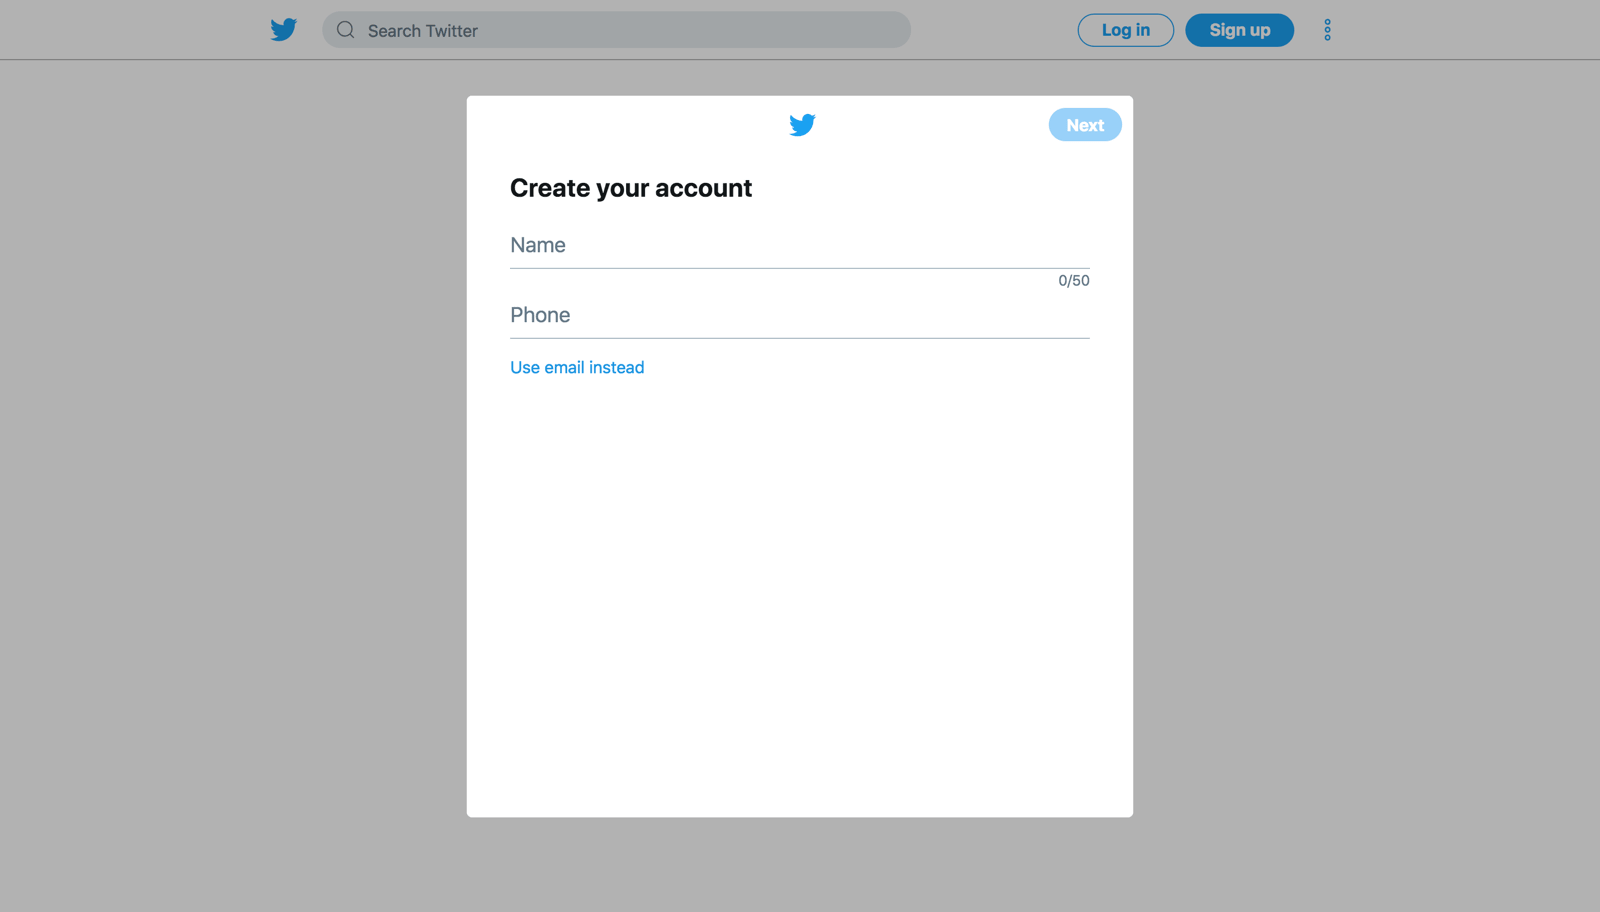 Search Twitter
Log in
Sign up
Next
Create your account
Name
0/50
Phone
Use email instead